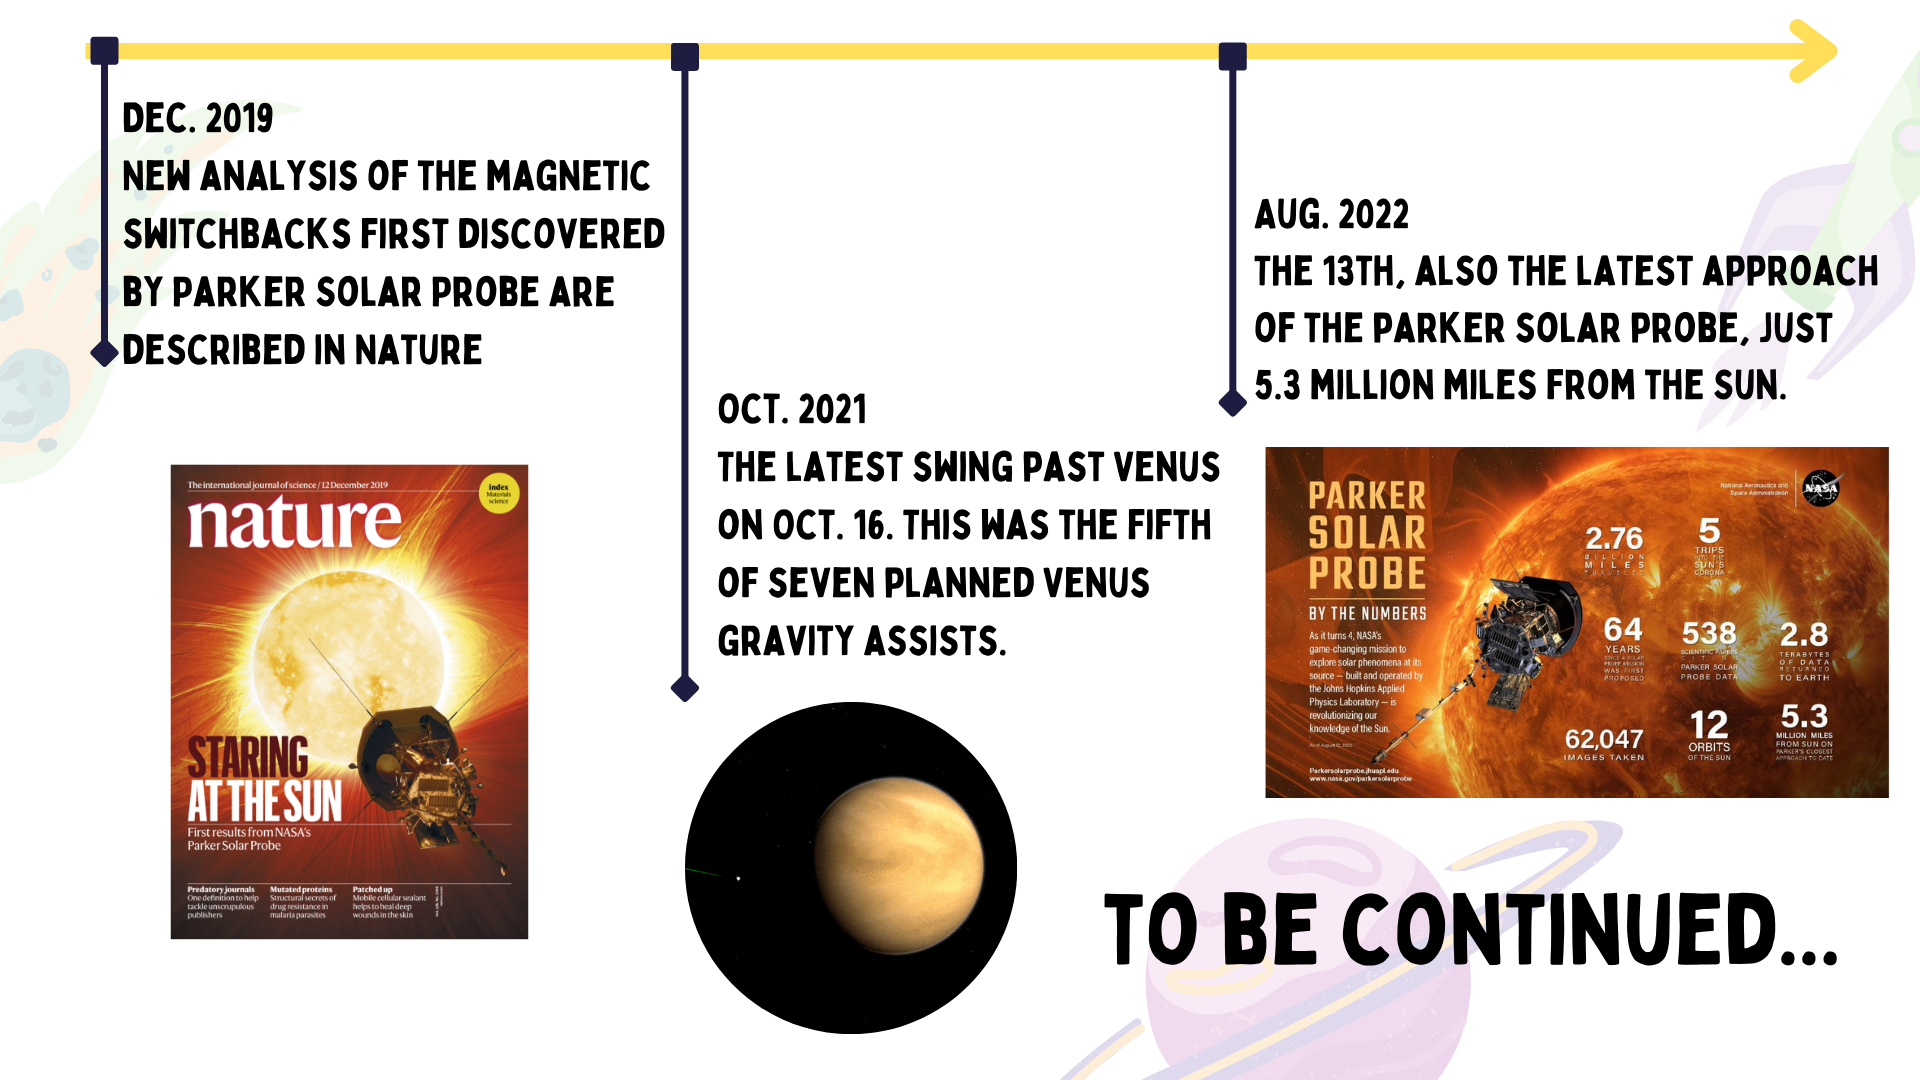 DEC. 2019
NEW ANALYSIS OF THE MAGNETIC
SWITCHBACKS FIRST DISCOVERED
BY PARKER SOLAR PROBE ARE
DESCRIBED IN NATURE
The international journal of science / 12 December 2019
nature
index
Materials
science
STARING
AT THE SUN
First results from NASA's
Parker Solar Probe
Predatory journals
One definition to help
tackle unscrupulous
publishers
Mutated proteins
Structural secrets of
drug resistance in
malaria parasites
Patched up
Mobile cellular sealant
helps to heal deep
wounds in the skin
OCT. 2021
THE LATEST SWING PAST VENUS
ON OCT. 16. THIS WAS THE FIFTH
OF SEVEN PLANNED VENUS
GRAVITY ASSISTS.
AUG. 2022
THE 13TH, ALSO THE LATEST APPROACH
OF THE PARKER SOLAR PROBE, JUST
5.3 MILLION MILES FROM THE SUN.
PARKER
SOLAR
PROBE
BY THE NUMBERS
As it turns 4, NASA's
game-changing mission to
explore solar phenomena at its
source — built and operated by
the Johns Hopkins Applied
Physics Laboratory — is
revolutionizing our
knowledge of the Sun.
As of August 12, 2022
Parkersolarprobe.jhuapl.edu
www.nasa.gov/parkersolarprobe
National Aeronautics and
Space Administration
NASA
2.76
BILLION
MILES
TRAVELED
5
TRIPS
INTO THE
SUN'S
CORONA
64
YEARS
SINCE A SOLAR
PROBE MISSION
WAS FIRST
PROPOSED
538
SCIENTIFIC PAPERS
PARKER SOLAR
PROBE DATA
2.8
TERABYTES
OF DATA
RETURNED
TO EARTH
62,047
IMAGES TAKEN
12
ORBITS
OF THE SUN
5.3
MILLION MILES
FROM SUN ON
PARKER'S CLOSEST
APPROACH TO DATE
TO BE CONTINUED...